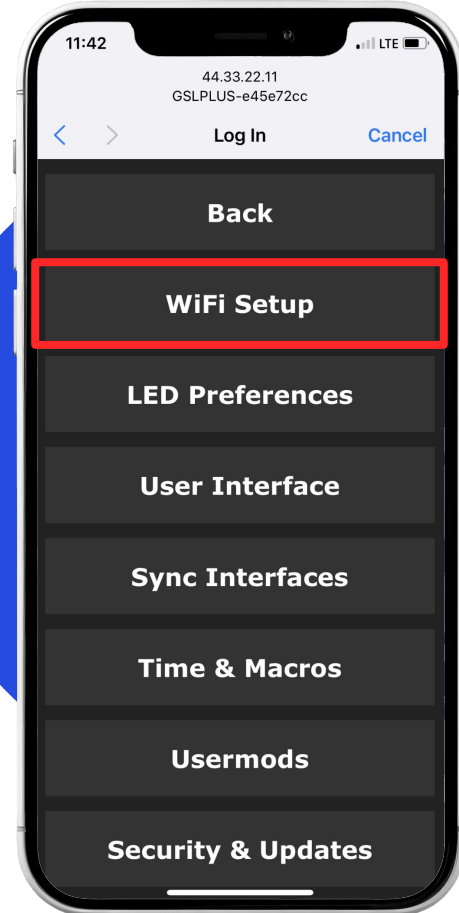 11:42
LTE
44.33.22.11
GSLPLUS-e45e72cc
Log In
Cancel
Back
WiFi Setup
LED Preferences
User Interface
Sync Interfaces
Time & Macros
Usermods
Security & Updates